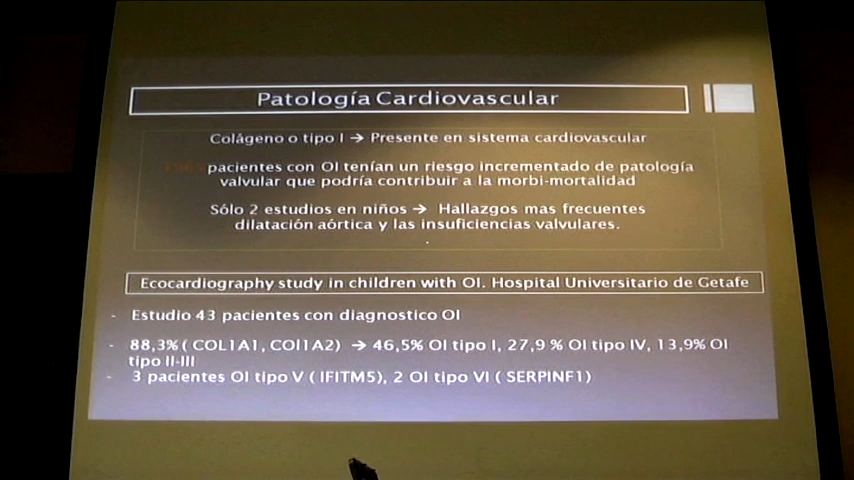 Patología Cardiovascular
Colágeno o tipo I → Presente en sistema cardiovascular
pacientes con OI tenían un riesgo incrementado de patología
valvular que podría contribuir a la morbi-mortalidad
Sólo 2 estudios en niños → Hallazgos mas frecuentes
dilatación aórtica y las insuficiencias valvulares.
Ecocardiography study in children with OI. Hospital Universitario de Getafe
- Estudio 43 pacientes con diagnostico OI
- 88,3% ( COL1A1, COl1A2) → 46,5% OI tipo I, 27,9 % OI tipo IV, 13,9% OI
tipo II-III
- 3 pacientes OI tipo V ( IFITM5), 2 OI tipo VI ( SERPINF1)